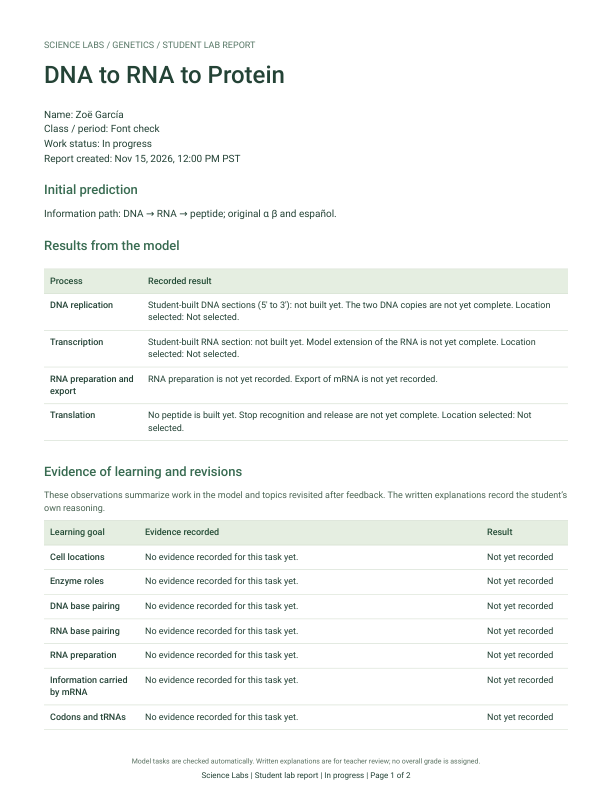 SCIENCE LABS / GENETICS / STUDENT LAB REPORT
DNA to RNA to Protein
Name: Zoë García
Class / period: Font check
Work status: In progress
Report created: Nov 15, 2026, 12:00 PM PST
Initial prediction
Information path: DNA → RNA → peptide; original α β and español.
Results from the model
Process Recorded result
DNA replication Student-built DNA sections (5′ to 3′): not built yet. The two DNA copies are not yet complete. Location
selected: Not selected.
Transcription Student-built RNA section: not built yet. Model extension of the RNA is not yet complete. Location
selected: Not selected.
RNA preparation and RNA preparation is not yet recorded. Export of mRNA is not yet recorded.
export
Translation No peptide is built yet. Stop recognition and release are not yet complete. Location selected: Not
selected.
Evidence of learning and revisions
These observations summarize work in the model and topics revisited after feedback. The written explanations record the student's
own reasoning.
Learning goal Evidence recorded Result
Cell locations No evidence recorded for this task yet. Not yet recorded
Enzyme roles No evidence recorded for this task yet. Not yet recorded
DNA base pairing No evidence recorded for this task yet. Not yet recorded
RNA base pairing No evidence recorded for this task yet. Not yet recorded
RNA preparation No evidence recorded for this task yet. Not yet recorded
Information carried No evidence recorded for this task yet. Not yet recorded
by mRNA
Codons and tRNAs No evidence recorded for this task yet. Not yet recorded
Model tasks are checked automatically. Written explanations are for teacher review; no overall grade is assigned.
Science Labs | Student lab report | In progress | Page 1 of 2